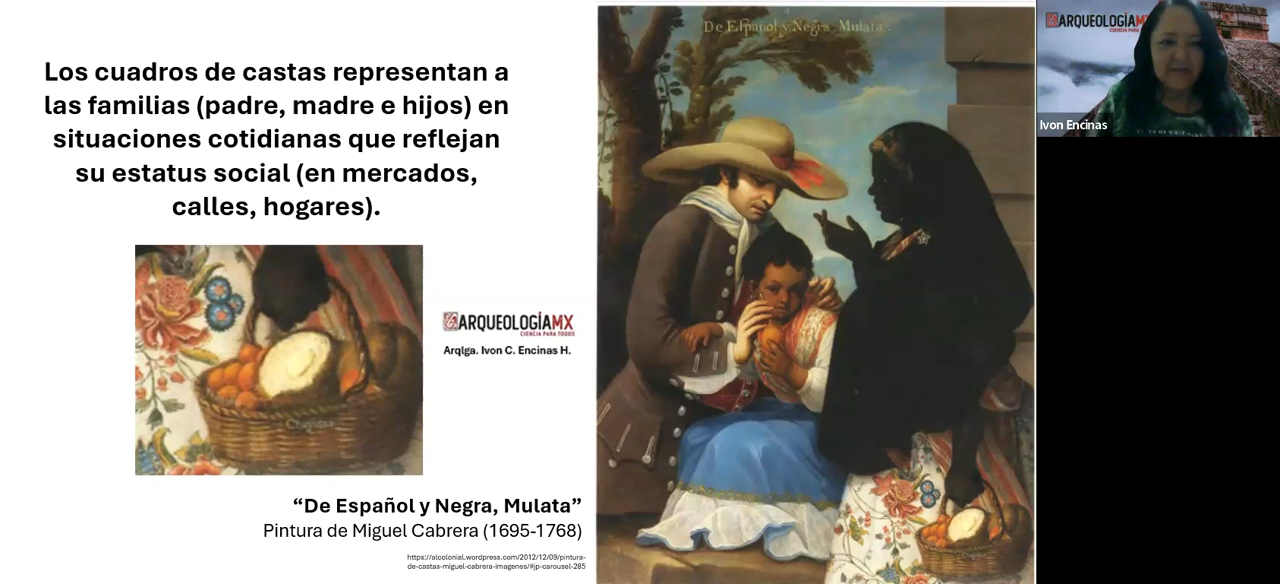 Los cuadros de castas representan a
las familias (padre, madre e hijos) en
situaciones cotidianas que reflejan
su estatus social (en mercados,
calles, hogares).
ARQUEOLOGÍAMX
CIENCIA PARA TODOS
Arqlga. Ivon C. Encinas H.
“De Español y Negra, Mulata”
Pintura de Miguel Cabrera (1695-1768)
https://alcolonial.wordpress.com/2012/12/09/pintura-
de-castas-miguel-cabrera-imagenes/#jp-carousel-285
De Español y Negra Mulata.
ARQUEOLOGÍAM
CIENCIA PARA
Ivon Encinas